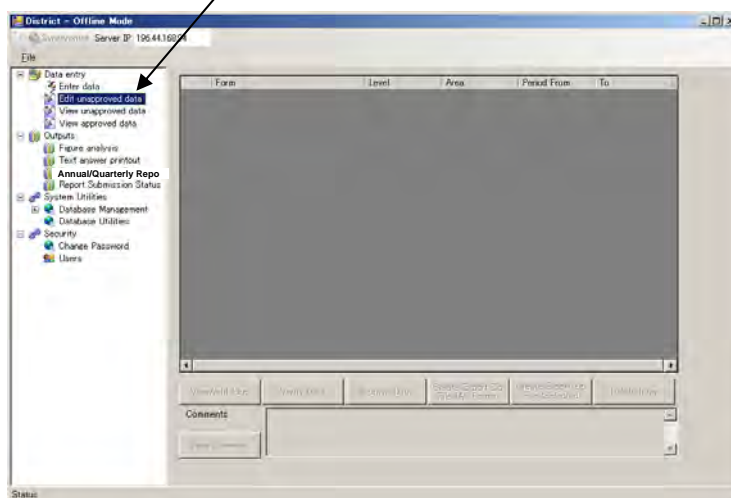 District - Offline Mode
Server IP 196.44.168.94
File
Data entry
Enter data
Edit unapproved data
View unapproved data
View approved data
Outputs
Figure analysis
Text answer printout
Annual/Quarterly Repo
Report Submission Status
System Utilities
Database Management
Database Utilities
Security
Change Password
Users
Form Level Area Period From To
Comments
Status